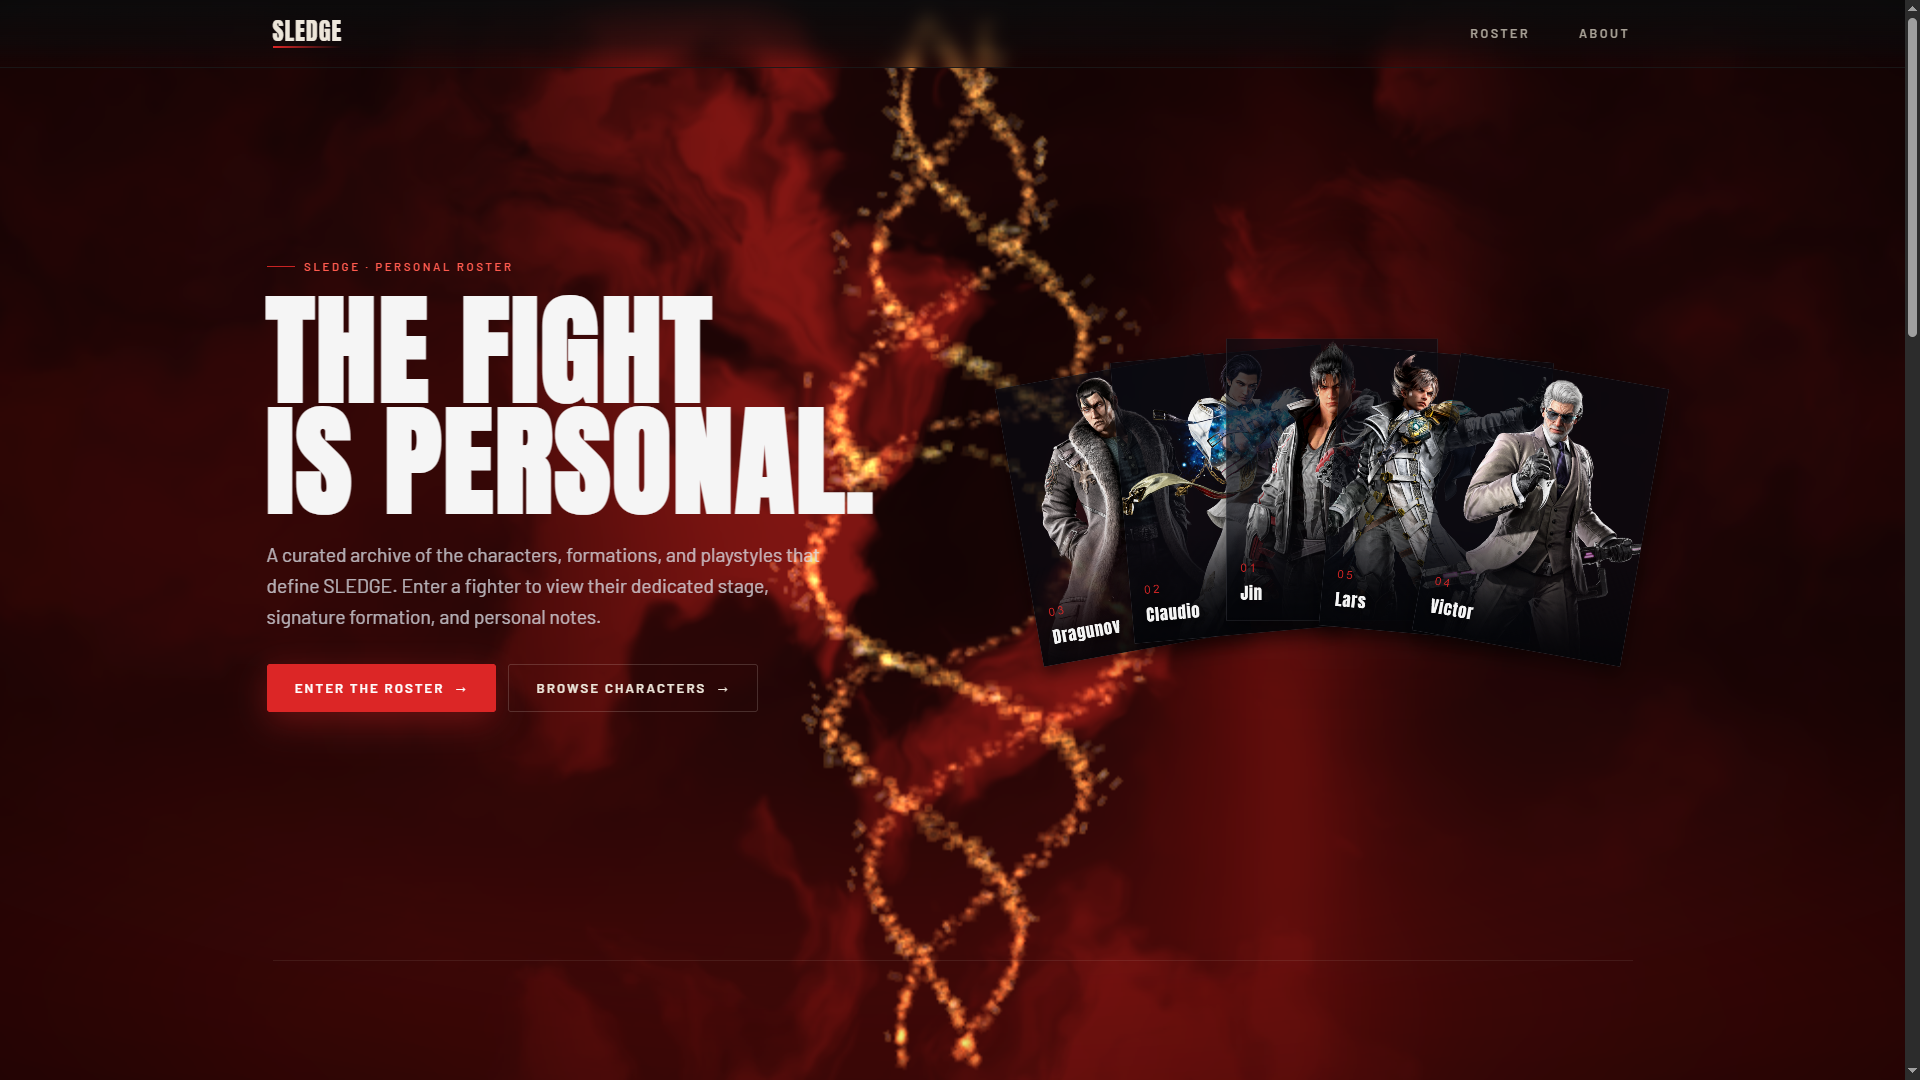 SLEDGE
ROSTER
ABOUT
SLEDGE · PERSONAL ROSTER
THE FIGHT
IS PERSONAL.
A curated archive of the characters, formations, and playstyles that
define SLEDGE. Enter a fighter to view their dedicated stage,
signature formation, and personal notes.
ENTER THE ROSTER →
BROWSE CHARACTERS →
03
Dragunov
02
Claudio
01
Jin
05
Lars
04
Victor